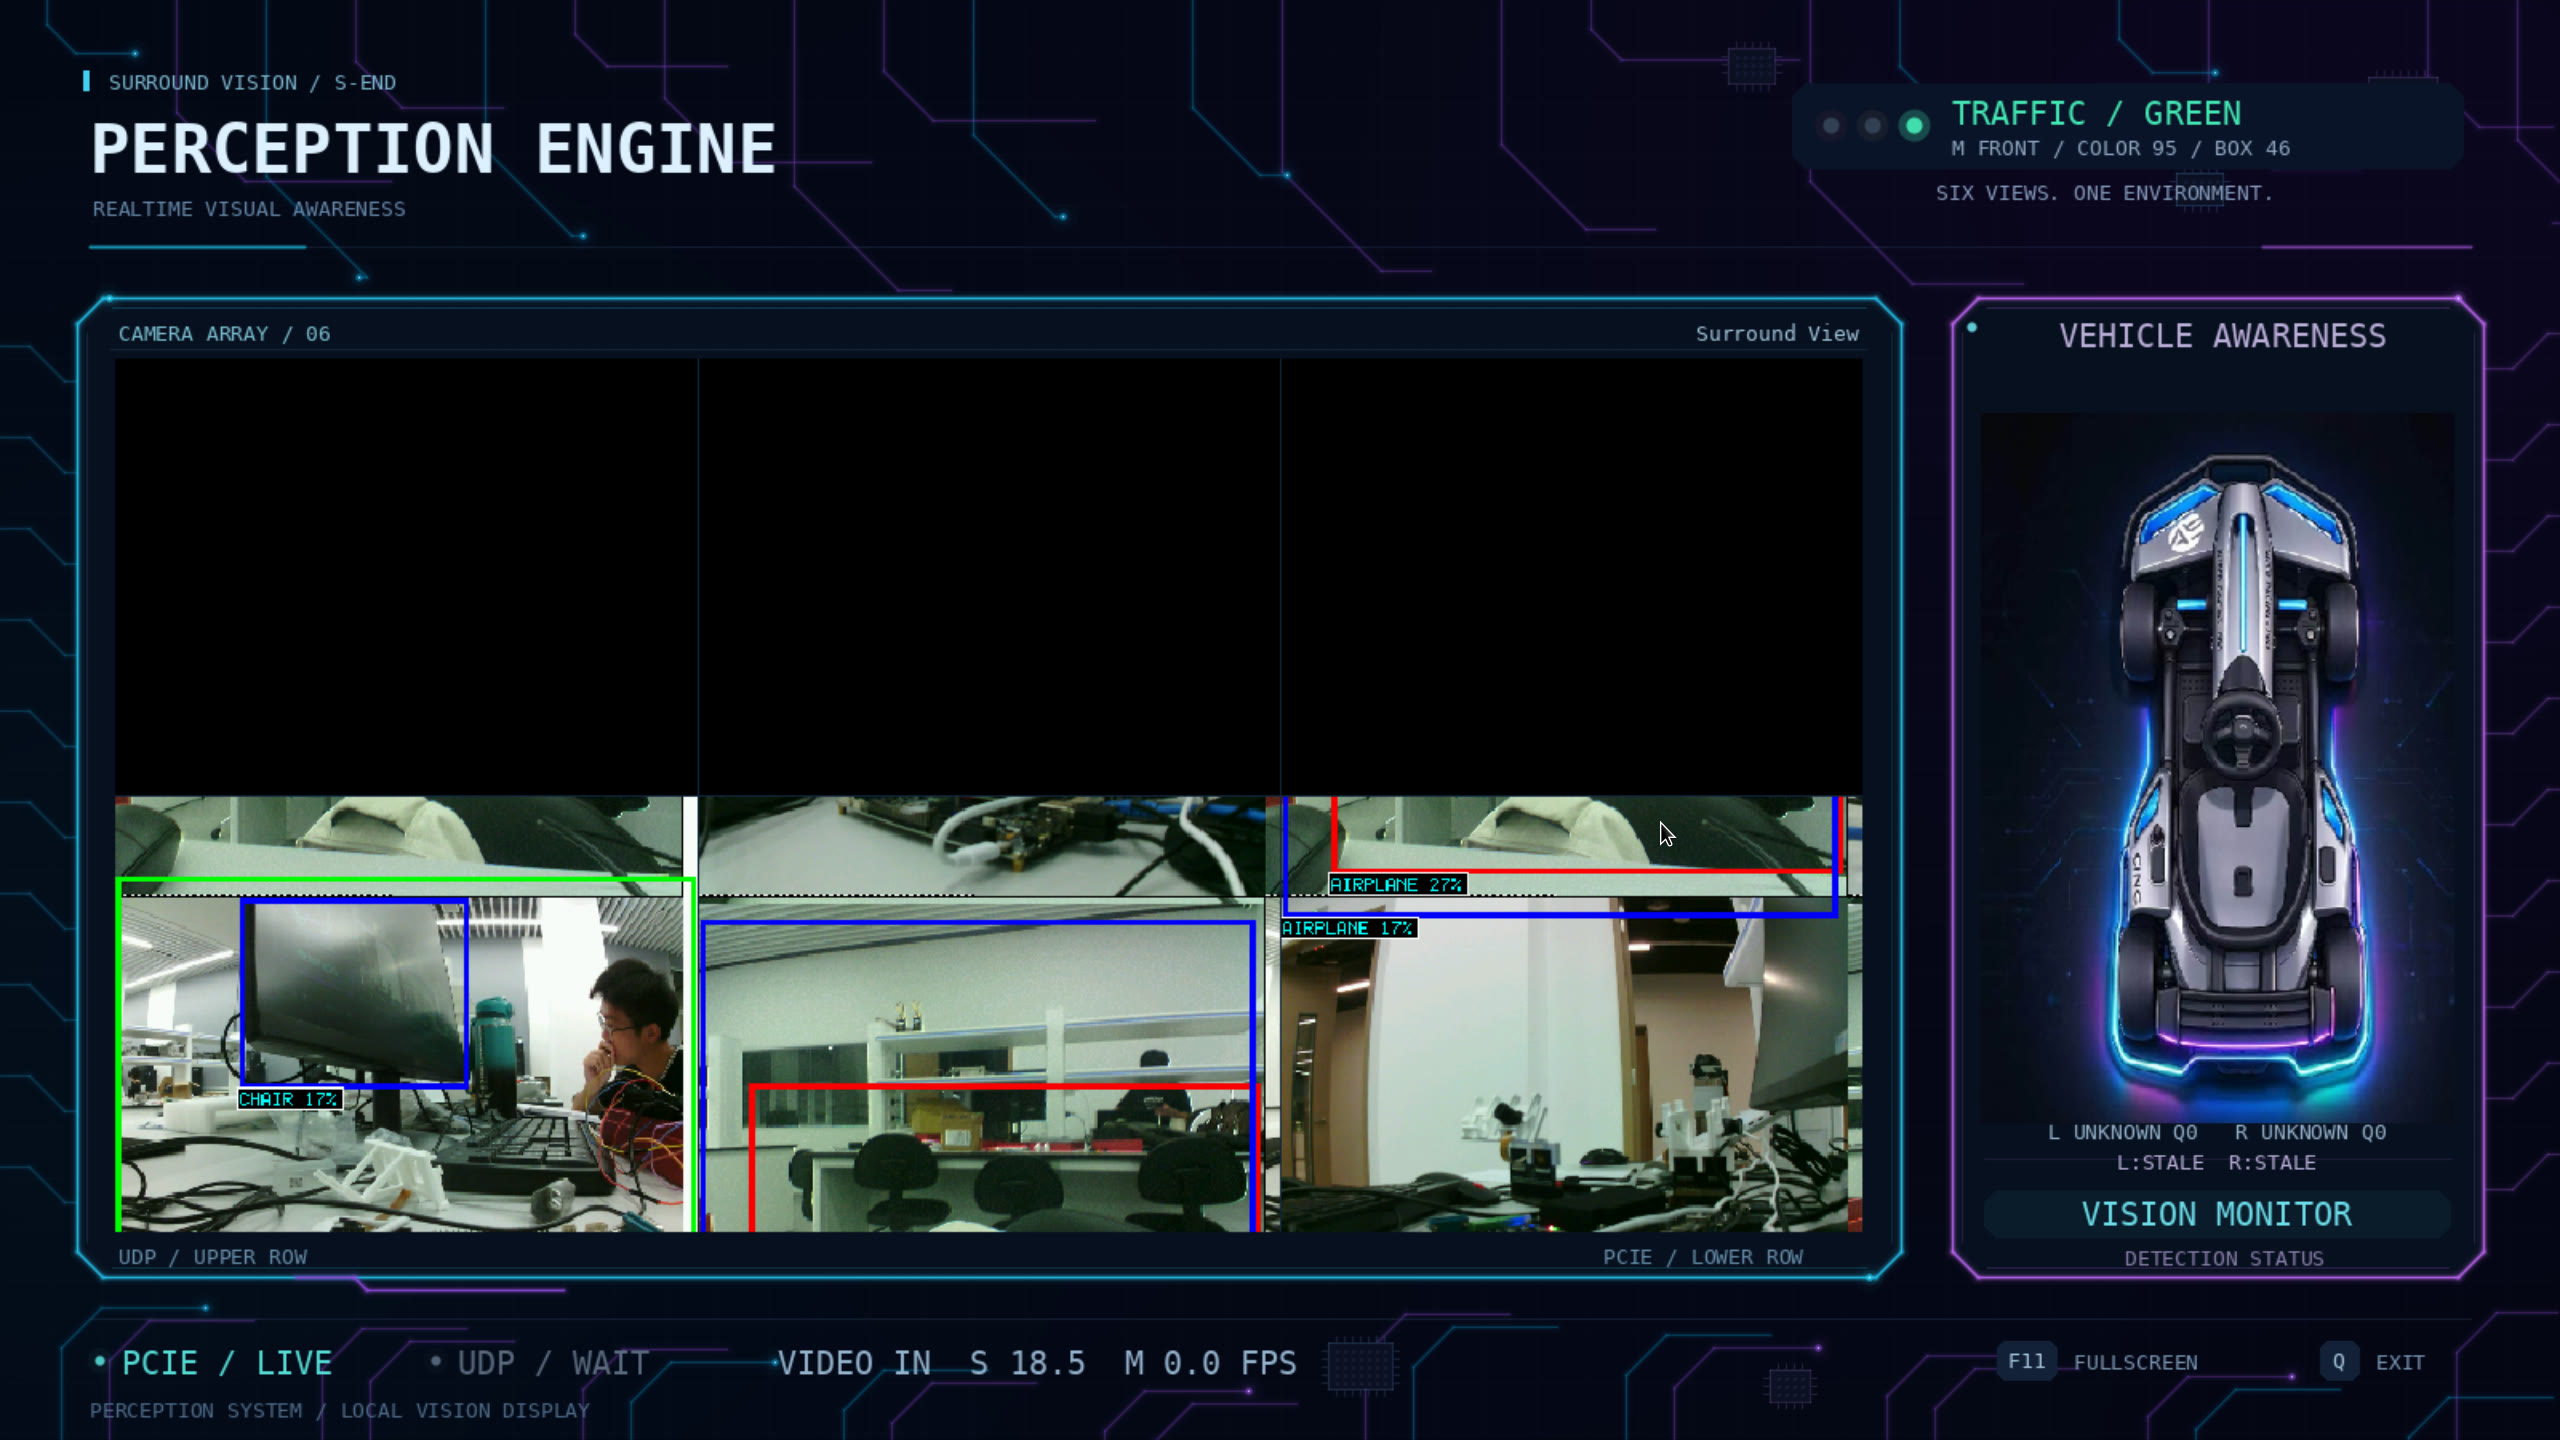 SURROUND VISION / S-END
PERCEPTION ENGINE
REALTIME VISUAL AWARENESS
TRAFFIC / GREEN
M FRONT / COLOR 95 / BOX 46
SIX VIEWS. ONE ENVIRONMENT.
CAMERA ARRAY / 06
Surround View
AIRPLANE 27%
AIRPLANE 17%
CHAIR 17%
UDP / UPPER ROW
PCIE / LOWER ROW
VEHICLE AWARENESS
L UNKNOWN Q0 R UNKNOWN Q0
L:STALE R:STALE
VISION MONITOR
DETECTION STATUS
PCIE / LIVE
UDP / WAIT
VIDEO IN S 18.5 M 0.0 FPS
F11 FULLSCREEN
Q EXIT
PERCEPTION SYSTEM / LOCAL VISION DISPLAY